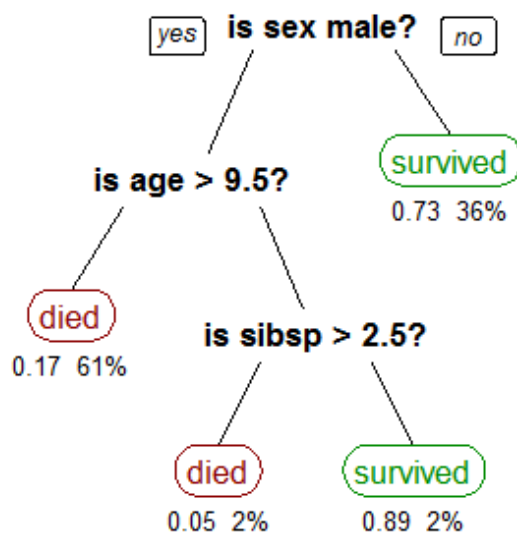 yes is sex male? no
survived
0.73 36%
is age > 9.5?
died
0.17 61%
is sibsp > 2.5?
died survived
0.05 2% 0.89 2%